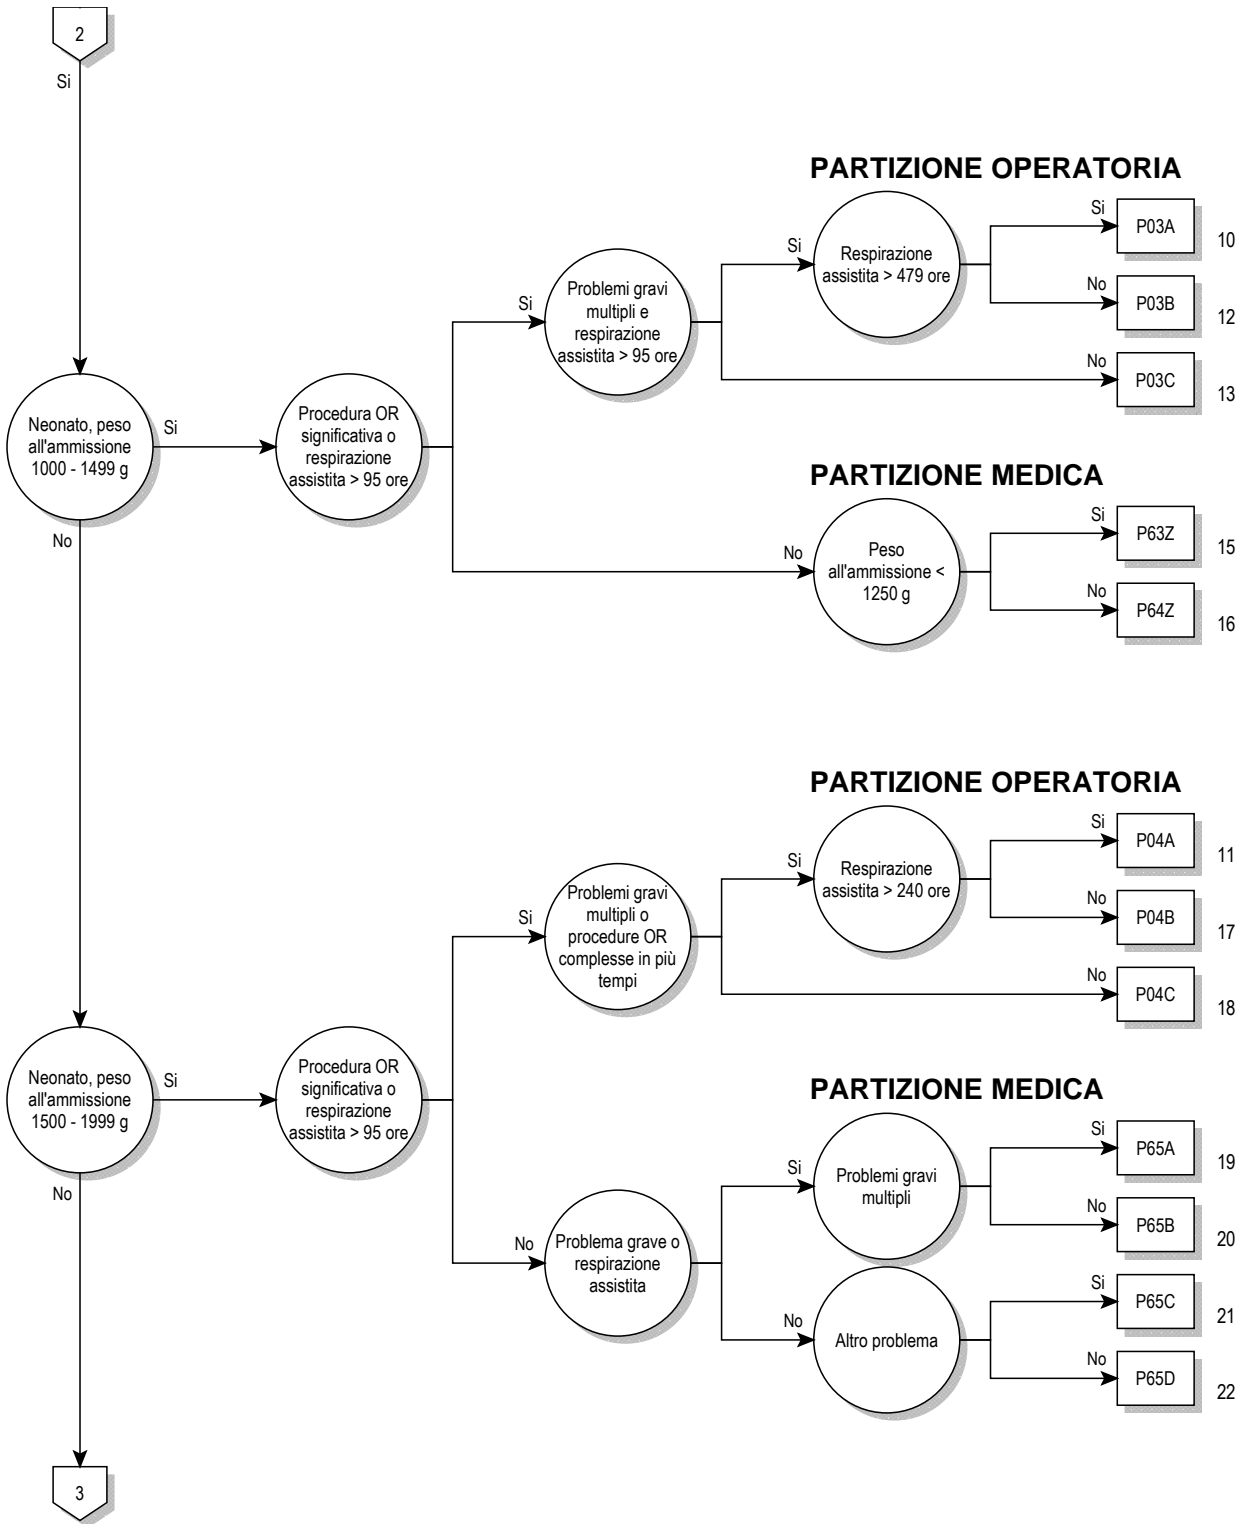 2
Si
PARTIZIONE OPERATORIA
Neonato, peso
all'ammissione
1000 - 1499 g
Si
No
Procedura OR
significativa o
respirazione
assistita > 95 ore
Si
Problemi gravi
multipli e
respirazione
assistita > 95 ore
Si
Respirazione
assistita > 479 ore
Si
P03A
10
No
P03B
12
No
P03C
13
PARTIZIONE MEDICA
No
Peso
all'ammissione <
1250 g
Si
P63Z
15
No
P64Z
16
PARTIZIONE OPERATORIA
Neonato, peso
all'ammissione
1500 - 1999 g
Si
No
Procedura OR
significativa o
respirazione
assistita > 95 ore
Si
Problemi gravi
multipli o
procedure OR
complesse in più
tempi
Si
Respirazione
assistita > 240 ore
Si
P04A
11
No
P04B
17
No
P04C
18
PARTIZIONE MEDICA
No
Problema grave o
respirazione
assistita
Si
Problemi gravi
multipli
Si
P65A
19
No
P65B
20
No
Altro problema
Si
P65C
21
No
P65D
22
3